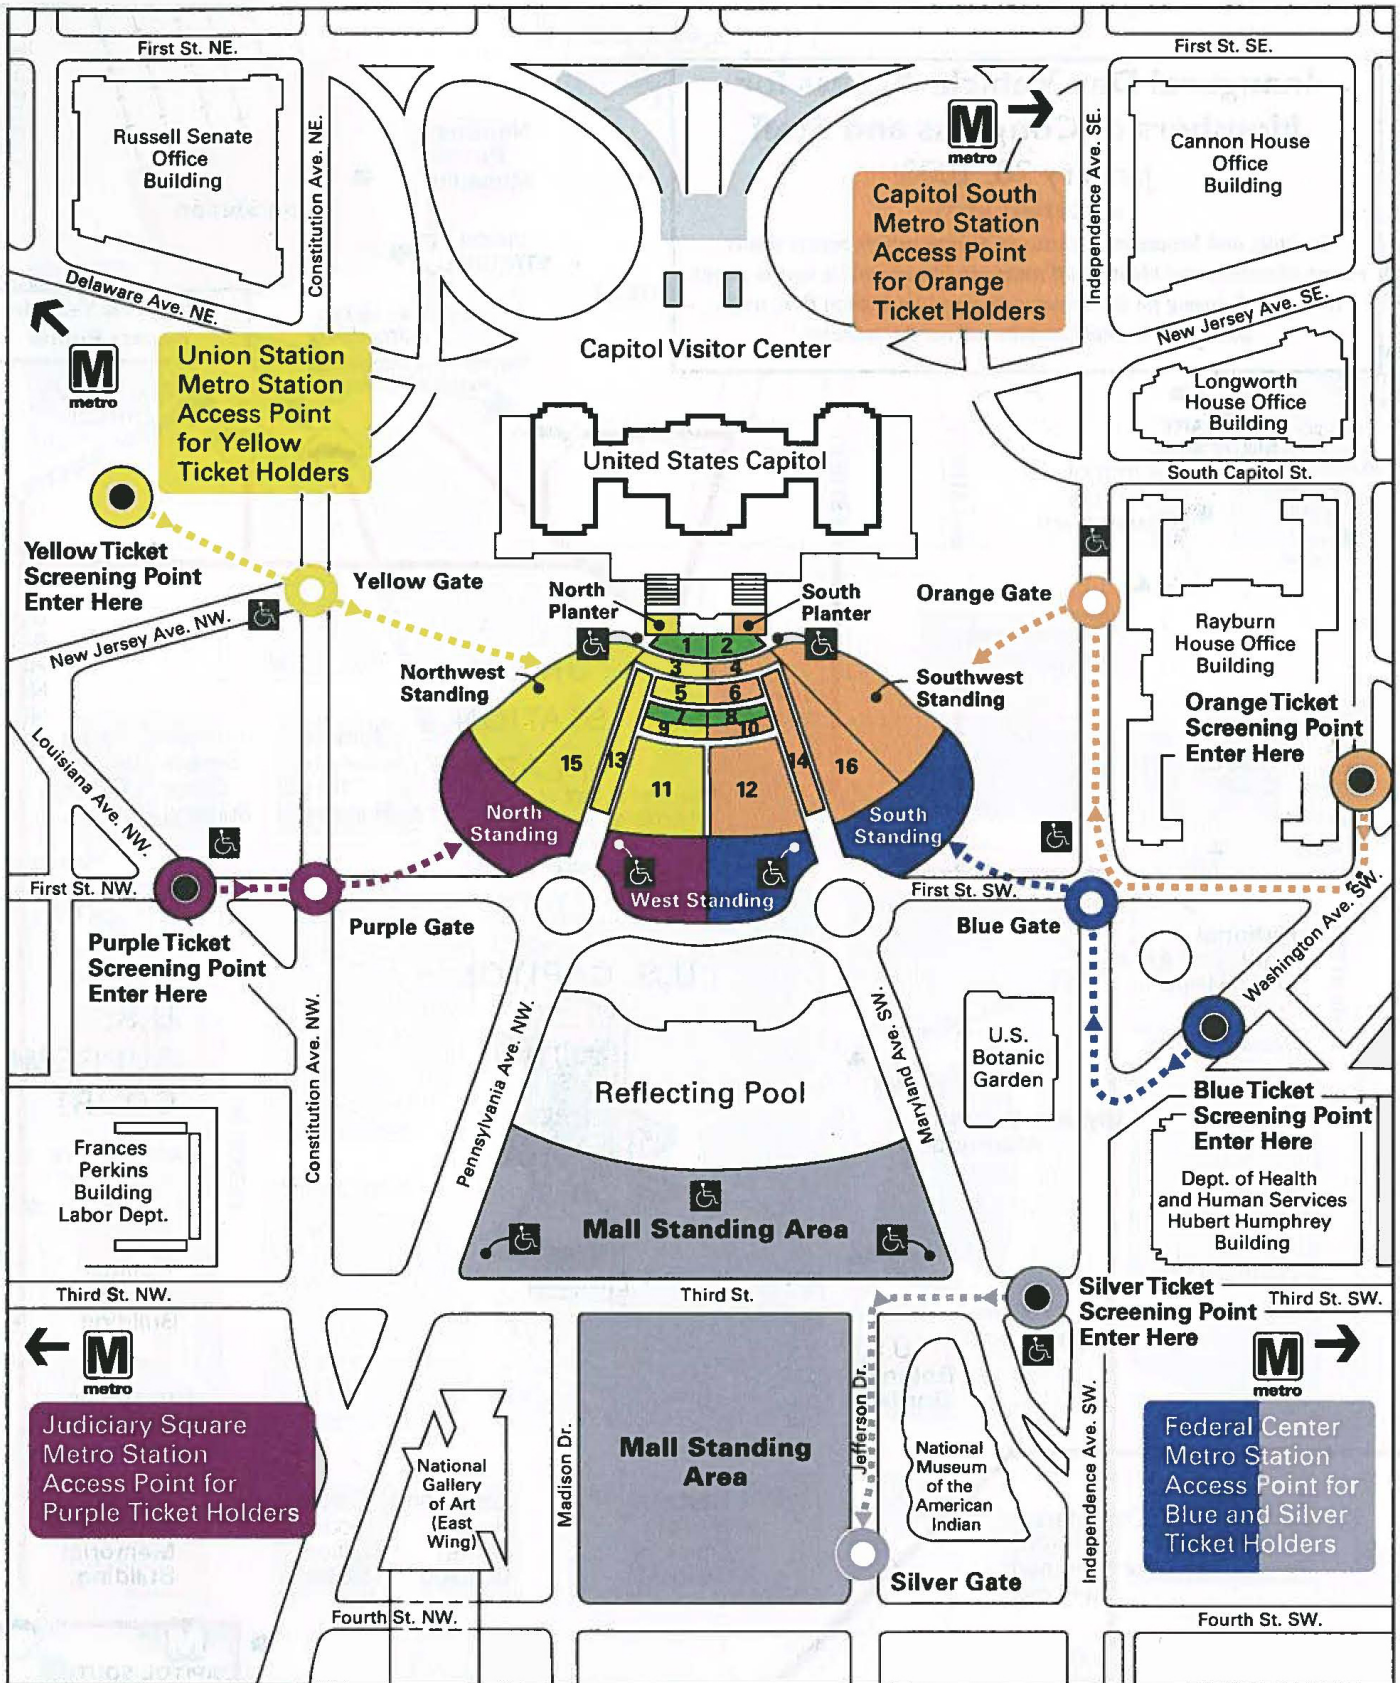 First St. NE.
First St. SE.
Russell Senate
Office
Building
Constitution Ave. NE.
Delaware Ave. NE.
M
metro
Union Station
Metro Station
Access Point
for Yellow
Ticket Holders
M
metro
Capitol South
Metro Station
Access Point
for Orange
Ticket Holders
Independence Ave. SE.
Cannon House
Office
Building
New Jersey Ave. SE.
Longworth
House Office
Building
South Capitol St.
Capitol Visitor Center
United States Capitol
Yellow Ticket
Screening Point
Enter Here
Yellow Gate
New Jersey Ave. NW.
North
Planter
South
Planter
Orange Gate
Rayburn
House Office
Building
Orange Ticket
Screening Point
Enter Here
Northwest
Standing
Southwest
Standing
1
2
3
4
5
6
7
8
9
10
15
13
11
12
14
16
North
Standing
South
Standing
West Standing
Louisiana Ave. NW.
First St. NW.
First St. SW.
Purple Gate
Blue Gate
Purple Ticket
Screening Point
Enter Here
Washington Ave. SW.
Constitution Ave. NW.
Pennsylvania Ave. NW.
Maryland Ave. SW.
U.S.
Botanic
Garden
Reflecting Pool
Blue Ticket
Screening Point
Enter Here
Frances
Perkins
Building
Labor Dept.
Dept. of Health
and Human Services
Hubert Humphrey
Building
Mall Standing Area
Third St. NW.
Third St.
Third St. SW.
Silver Ticket
Screening Point
Enter Here
M
metro
Judiciary Square
Metro Station
Access Point for
Purple Ticket Holders
National
Gallery
of Art
(East
Wing)
Madison Dr.
Mall Standing
Area
Jefferson Dr.
National
Museum
of the
American
Indian
Silver Gate
Independence Ave. SW.
M
metro
Federal Center
Metro Station
Access Point for
Blue and Silver
Ticket Holders
Fourth St. NW.
Fourth St. SW.